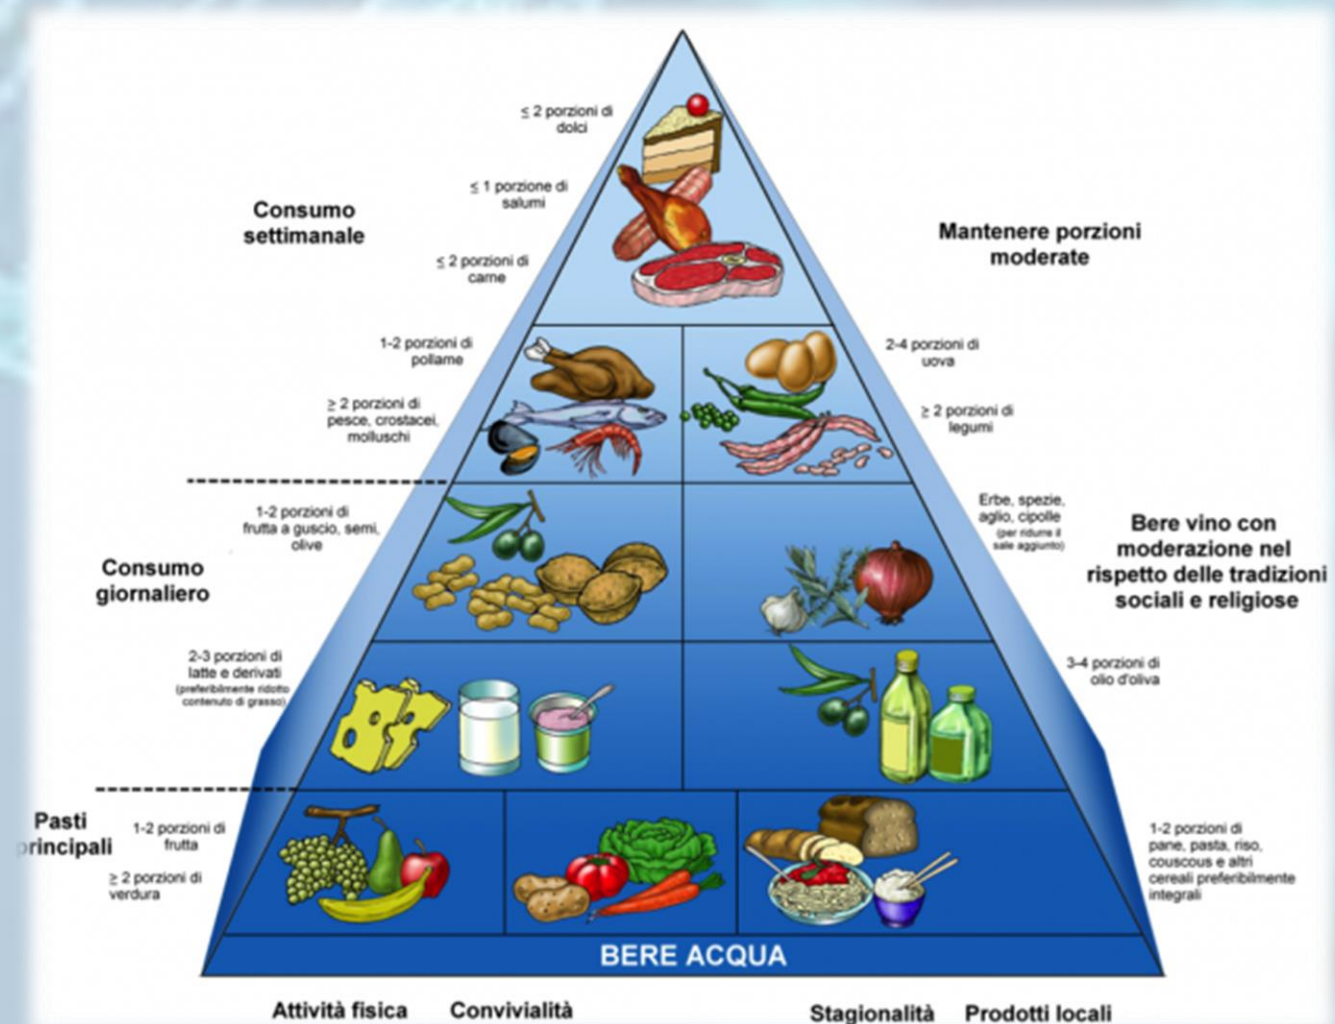 ≤ 2 porzioni di
dolci
≤ 1 porzione di
salumi
Consumo
settimanale
≤ 2 porzioni di
carne
Mantenere porzioni
moderate
1-2 porzioni di
pollame
2-4 porzioni di
uova
≥ 2 porzioni di
pesce, crostacei,
molluschi
≥ 2 porzioni di
legumi
1-2 porzioni di
frutta a guscio, semi,
olive
Erbe, spezie,
aglio, cipolle
(per ridurre il
sale aggiunto)
Consumo
giornaliero
Bere vino con
moderazione nel
rispetto delle tradizioni
sociali e religiose
2-3 porzioni di
latte e derivati
(preferibilmente ridotto
contenuto di grasso)
3-4 porzioni di
olio d'oliva
Pasti
principali
1-2 porzioni di
frutta
≥ 2 porzioni di
verdura
1-2 porzioni di
pane, pasta, riso,
couscous e altri
cereali preferibilmente
integrali
BERE ACQUA
Attività fisica Convivialità Stagionalità Prodotti locali